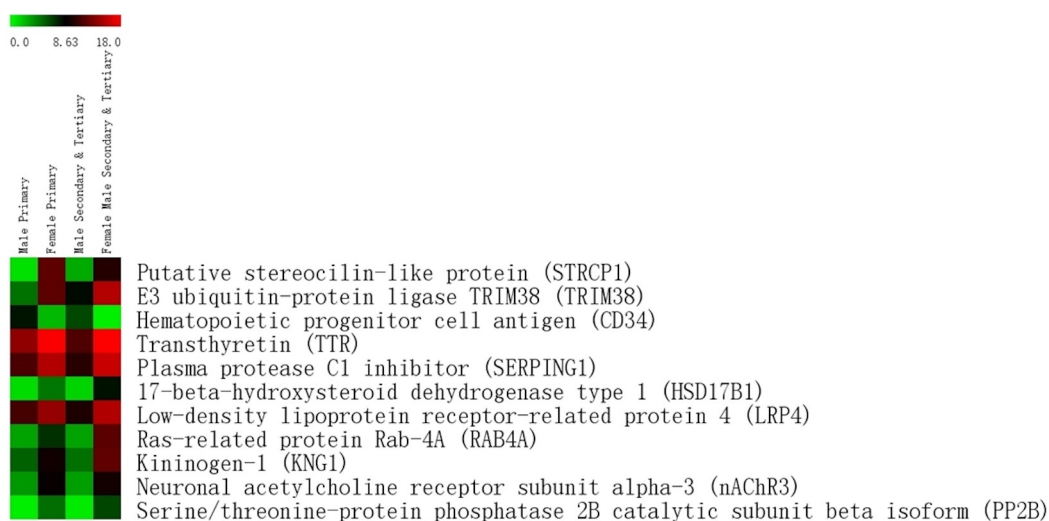 0.0 8.63 18.0
Male Primary
Female Primary
Male Secondary & Tertiary
Female Male Secondary & Tertiary
Putative stereocilin-like protein (STRCP1)
E3 ubiquitin-protein ligase TRIM38 (TRIM38)
Hematopoietic progenitor cell antigen (CD34)
Transthyretin (TTR)
Plasma protease C1 inhibitor (SERPING1)
17-beta-hydroxysteroid dehydrogenase type 1 (HSD17B1)
Low-density lipoprotein receptor-related protein 4 (LRP4)
Ras-related protein Rab-4A (RAB4A)
Kininogen-1 (KNG1)
Neuronal acetylcholine receptor subunit alpha-3 (nAChR3)
Serine/threonine-protein phosphatase 2B catalytic subunit beta isoform (PP2B)